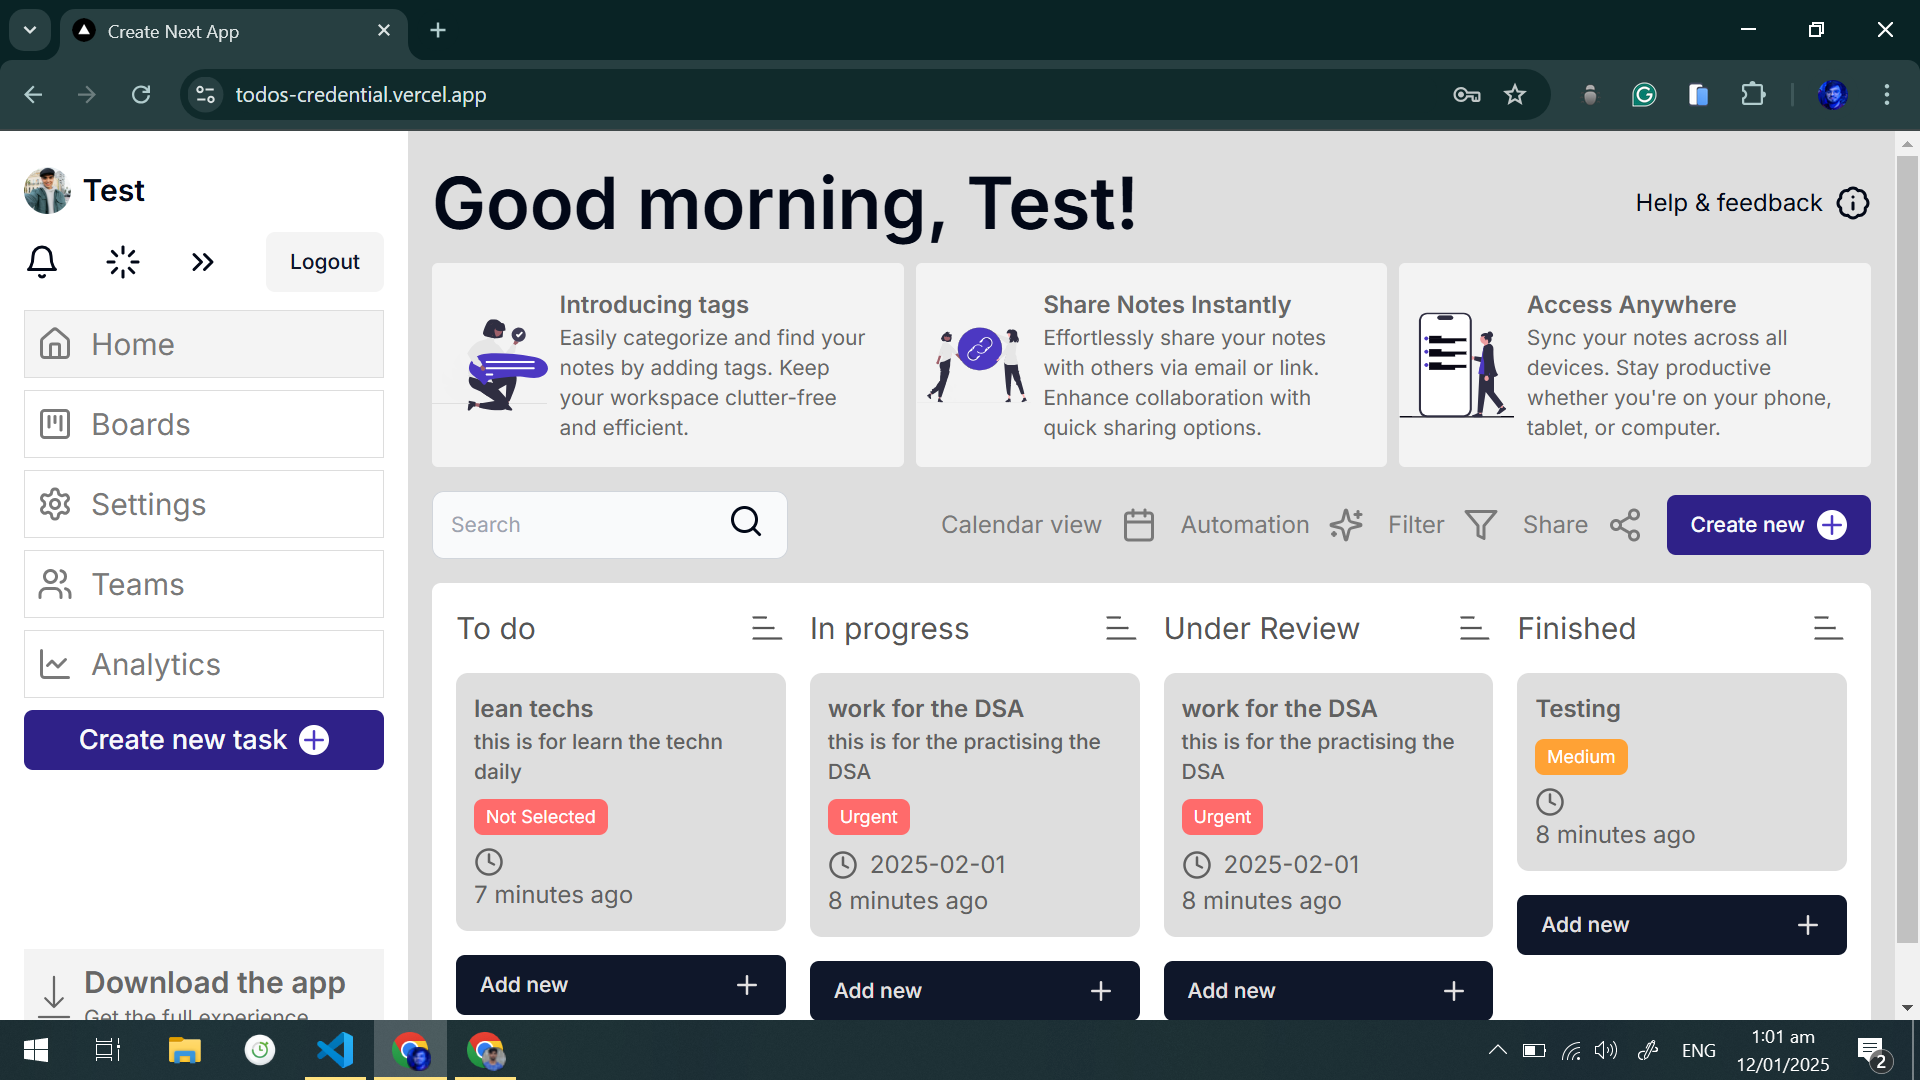 Create Next App
todos-credential.vercel.app
Test
Logout
Home
Boards
Settings
Teams
Analytics
Create new task
Download the app
Get the full experience
Good morning, Test!
Help & feedback
Introducing tags
Easily categorize and find your
notes by adding tags. Keep
your workspace clutter-free
and efficient.
Share Notes Instantly
Effortlessly share your notes
with others via email or link.
Enhance collaboration with
quick sharing options.
Access Anywhere
Sync your notes across all
devices. Stay productive
whether you're on your phone,
tablet, or computer.
Search
Calendar view
Automation
Filter
Share
Create new
To do
lean techs
this is for learn the techn
daily
Not Selected
7 minutes ago
Add new
In progress
work for the DSA
this is for the practising the
DSA
Urgent
2025-02-01
8 minutes ago
Add new
Under Review
work for the DSA
this is for the practising the
DSA
Urgent
2025-02-01
8 minutes ago
Add new
Finished
Testing
Medium
8 minutes ago
Add new
ENG
1:01 am
12/01/2025
2